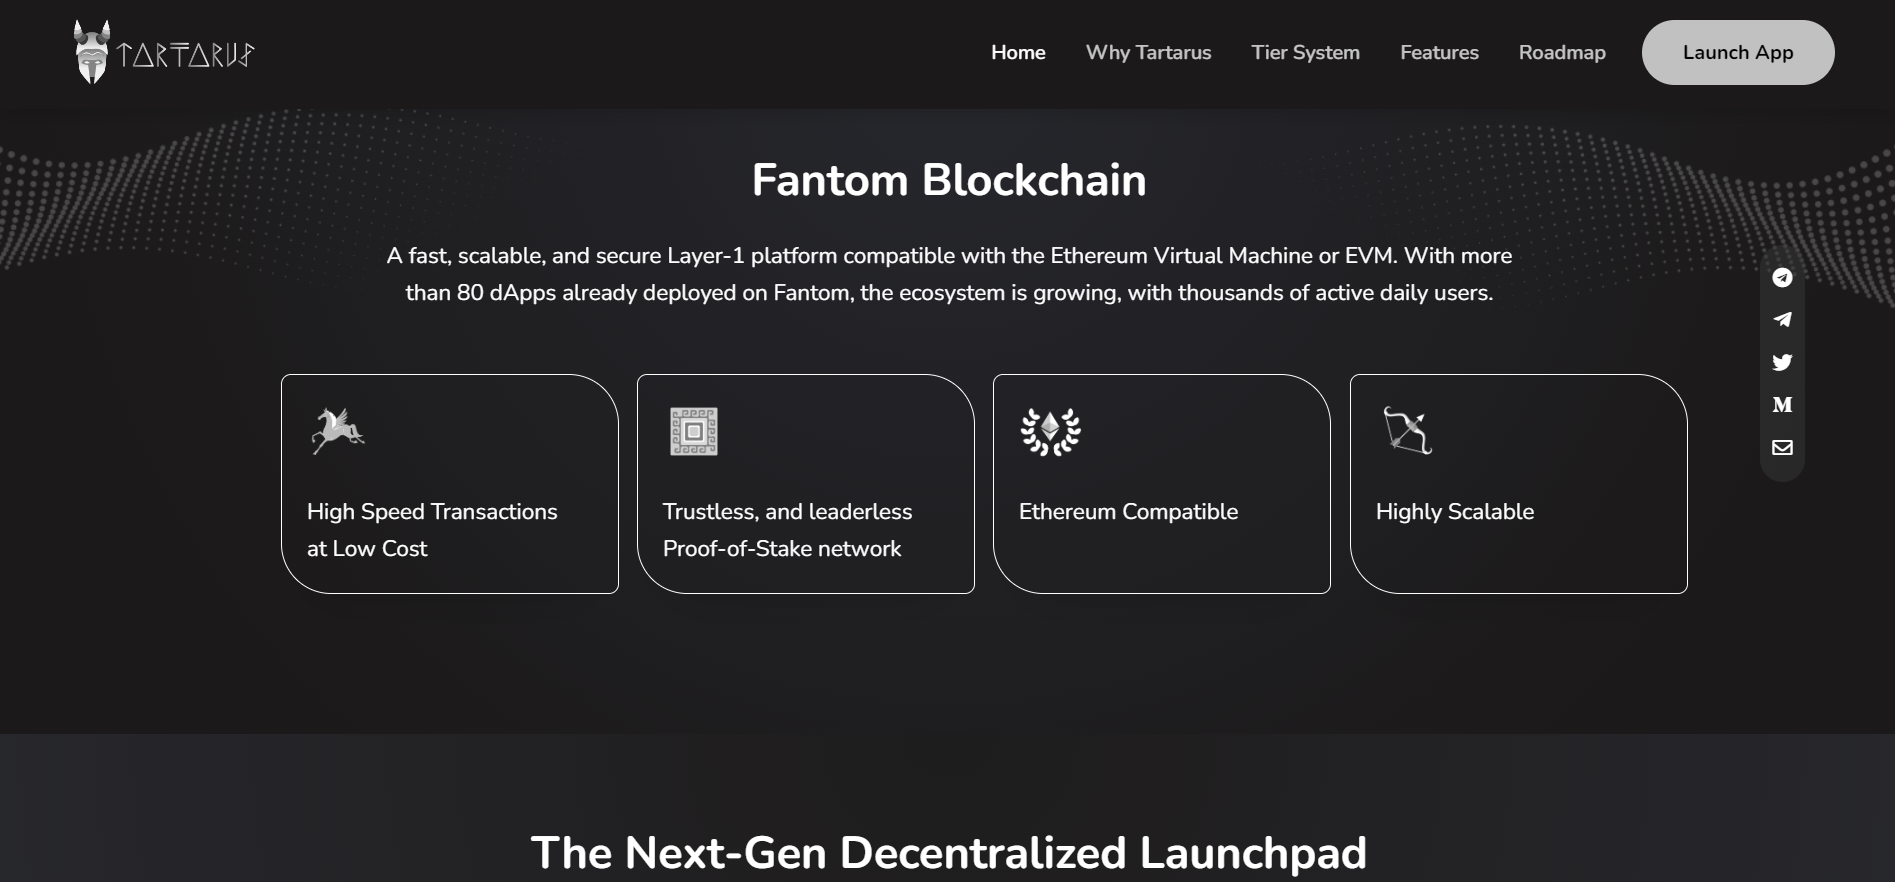 TARTARUS
Home
Why Tartarus
Tier System
Features
Roadmap
Launch App
Fantom Blockchain
A fast, scalable, and secure Layer-1 platform compatible with the Ethereum Virtual Machine or EVM. With more
than 80 dApps already deployed on Fantom, the ecosystem is growing, with thousands of active daily users.
High Speed Transactions
at Low Cost
Trustless, and leaderless
Proof-of-Stake network
Ethereum Compatible
Highly Scalable
M
The Next-Gen Decentralized Launchpad